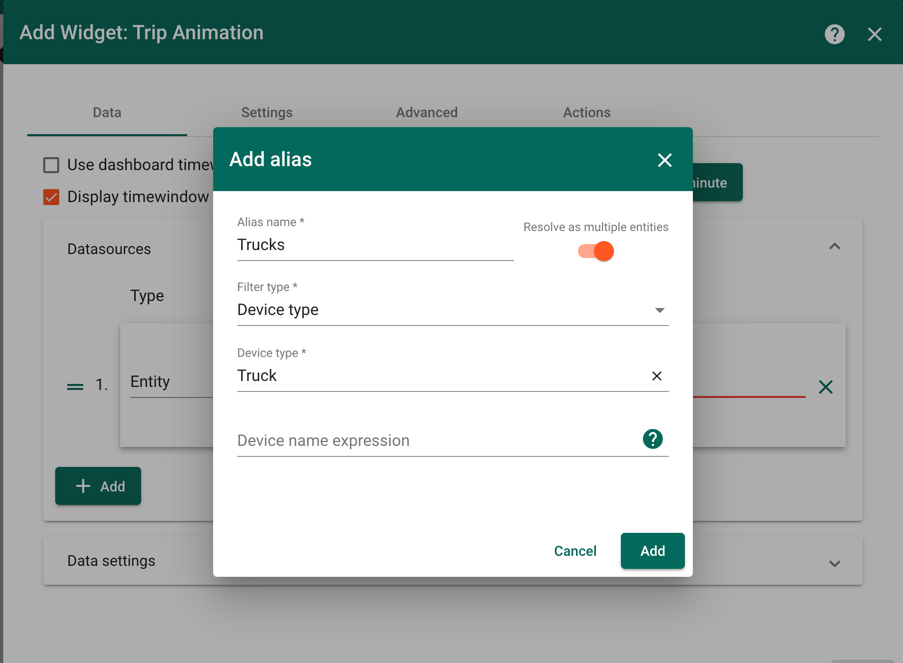 Add Widget: Trip Animation
Data Settings Advanced Actions
Use dashboard timew
Display timewindow
inute
Datasources
Type
1. Entity
Add
Data settings
Add alias
Alias name *
Trucks
Resolve as multiple entities
Filter type *
Device type
Device type *
Truck
Device name expression
Cancel Add